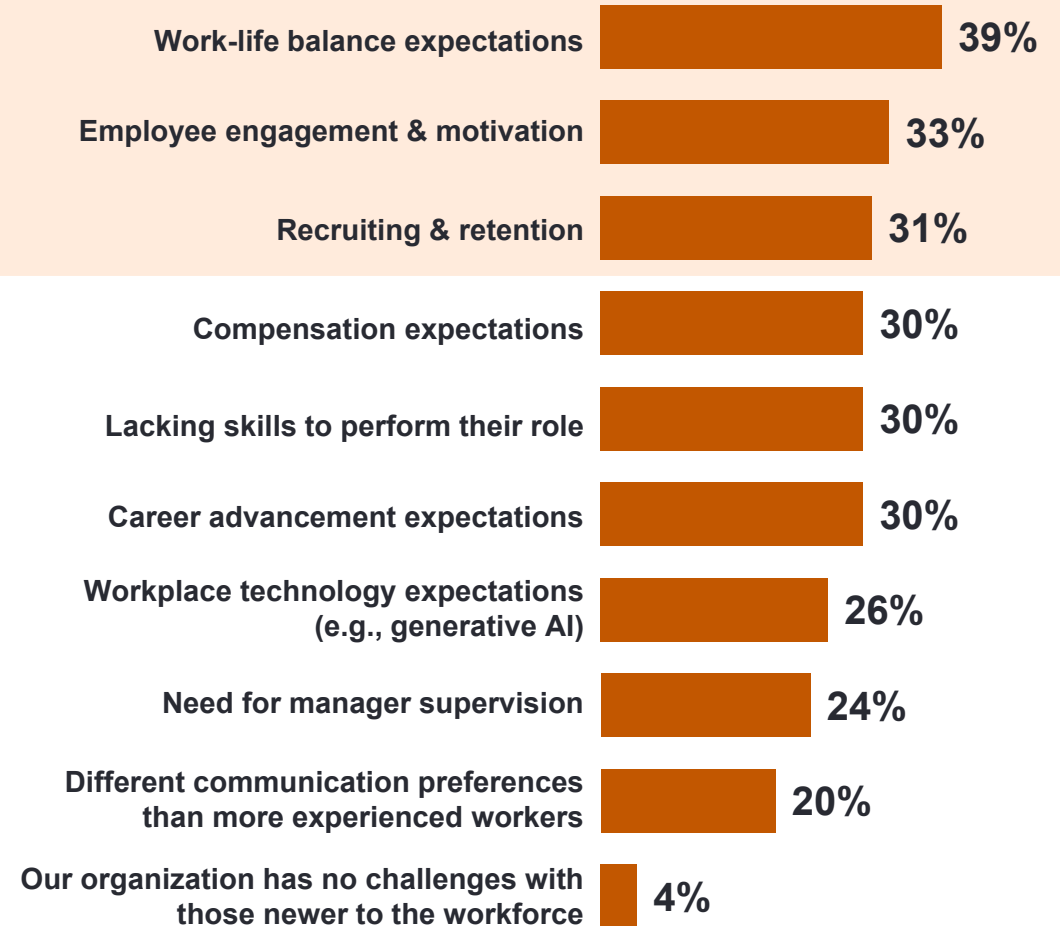 Work-life balance expectations 39%
Employee engagement & motivation 33%
Recruiting & retention 31%
Compensation expectations 30%
Lacking skills to perform their role 30%
Career advancement expectations 30%
Workplace technology expectations
(e.g., generative AI) 26%
Need for manager supervision 24%
Different communication preferences
than more experienced workers 20%
Our organization has no challenges with
those newer to the workforce 4%